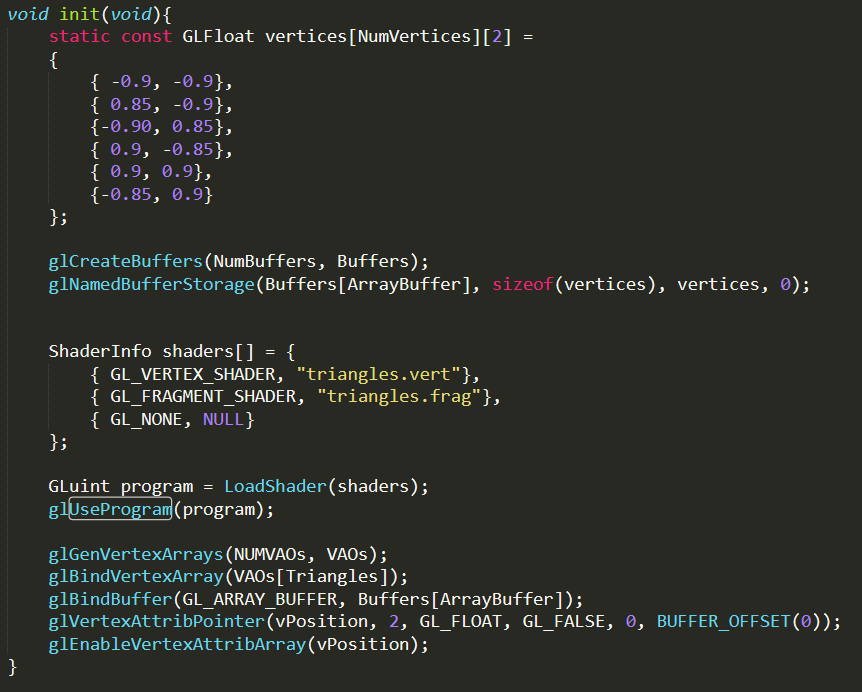 void init(void){
    static const GLFloat vertices[NumVertices][2] =
    {
        { -0.9, -0.9},
        { 0.85, -0.9},
        {-0.90, 0.85},
        { 0.9, -0.85},
        { 0.9, 0.9},
        {-0.85, 0.9}
    };
    glCreateBuffers(NumBuffers, Buffers);
    glNamedBufferStorage(Buffers[ArrayBuffer], sizeof(vertices), vertices, 0);
    ShaderInfo shaders[] = {
        { GL_VERTEX_SHADER, "triangles.vert"},
        { GL_FRAGMENT_SHADER, "triangles.frag"},
        { GL_NONE, NULL}
    };
    GLuint program = LoadShader(shaders);
    glUseProgram(program);
    glGenVertexArrays(NUMVAOs, VAOs);
    glBindVertexArray(VAOs[Triangles]);
    glBindBuffer(GL_ARRAY_BUFFER, Buffers[ArrayBuffer]);
    glVertexAttribPointer(vPosition, 2, GL_FLOAT, GL_FALSE, 0, BUFFER_OFFSET(0));
    glEnableVertexAttribArray(vPosition);
}